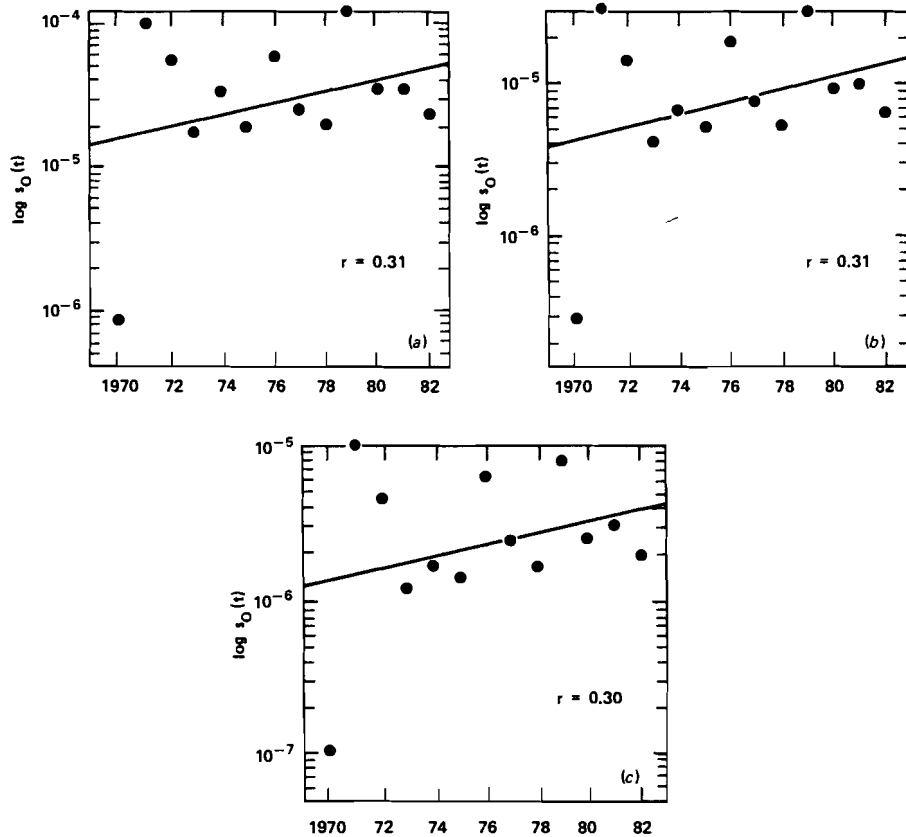 10⁻⁴
10⁻⁵
10⁻⁶
log s₀(t)
r = 0.31
(a)
1970 72 74 76 78 80 82
10⁻⁵
10⁻⁶
log s₀(t)
r = 0.31
(b)
1970 72 74 76 78 80 82
10⁻⁵
10⁻⁶
10⁻⁷
log s₀(t)
r = 0.30
(c)
1970 72 74 76 78 80 82